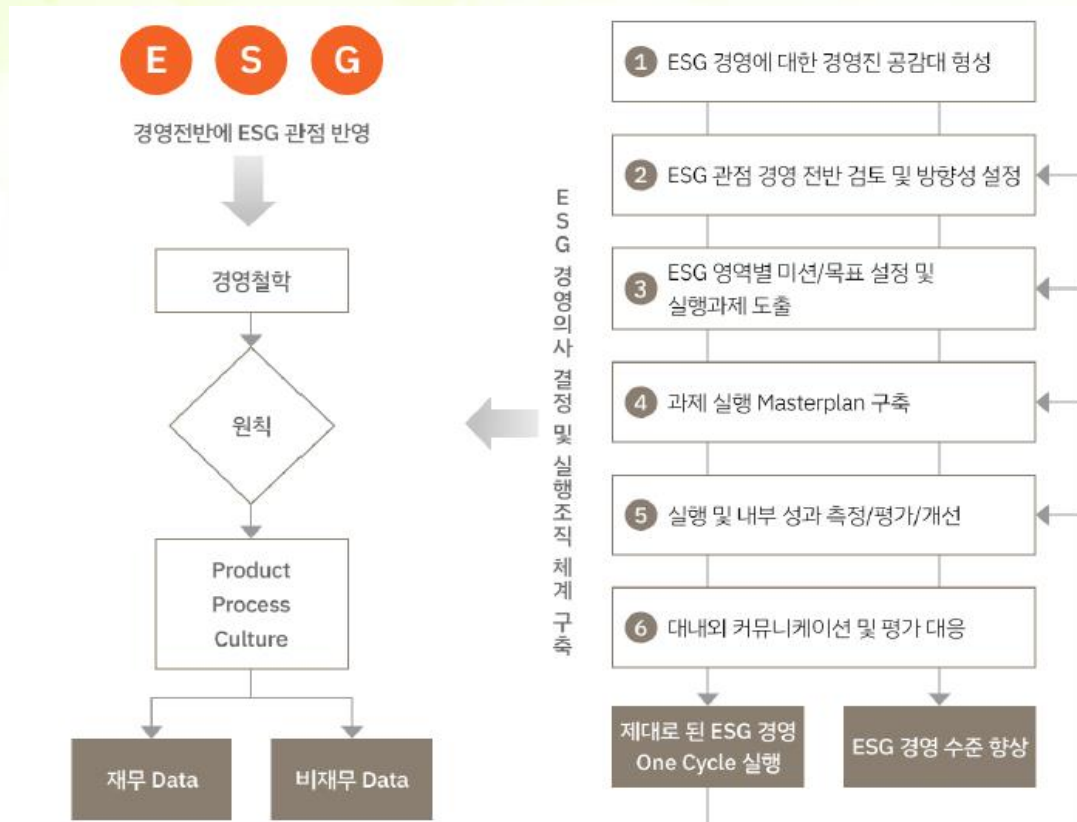 E S G
경영전반에 ESG 관점 반영
경영철학
원칙
Product
Process
Culture
재무 Data
비재무 Data
ESG 경영의사 결정 및 실행조직 체계 구축
1 ESG 경영에 대한 경영진 공감대 형성
2 ESG 관점 경영 전반 검토 및 방향성 설정
3 ESG 영역별 미션/목표 설정 및
실행과제 도출
4 과제 실행 Masterplan 구축
5 실행 및 내부 성과 측정/평가/개선
6 대내외 커뮤니케이션 및 평가 대응
제대로 된 ESG 경영
One Cycle 실행
ESG 경영 수준 향상